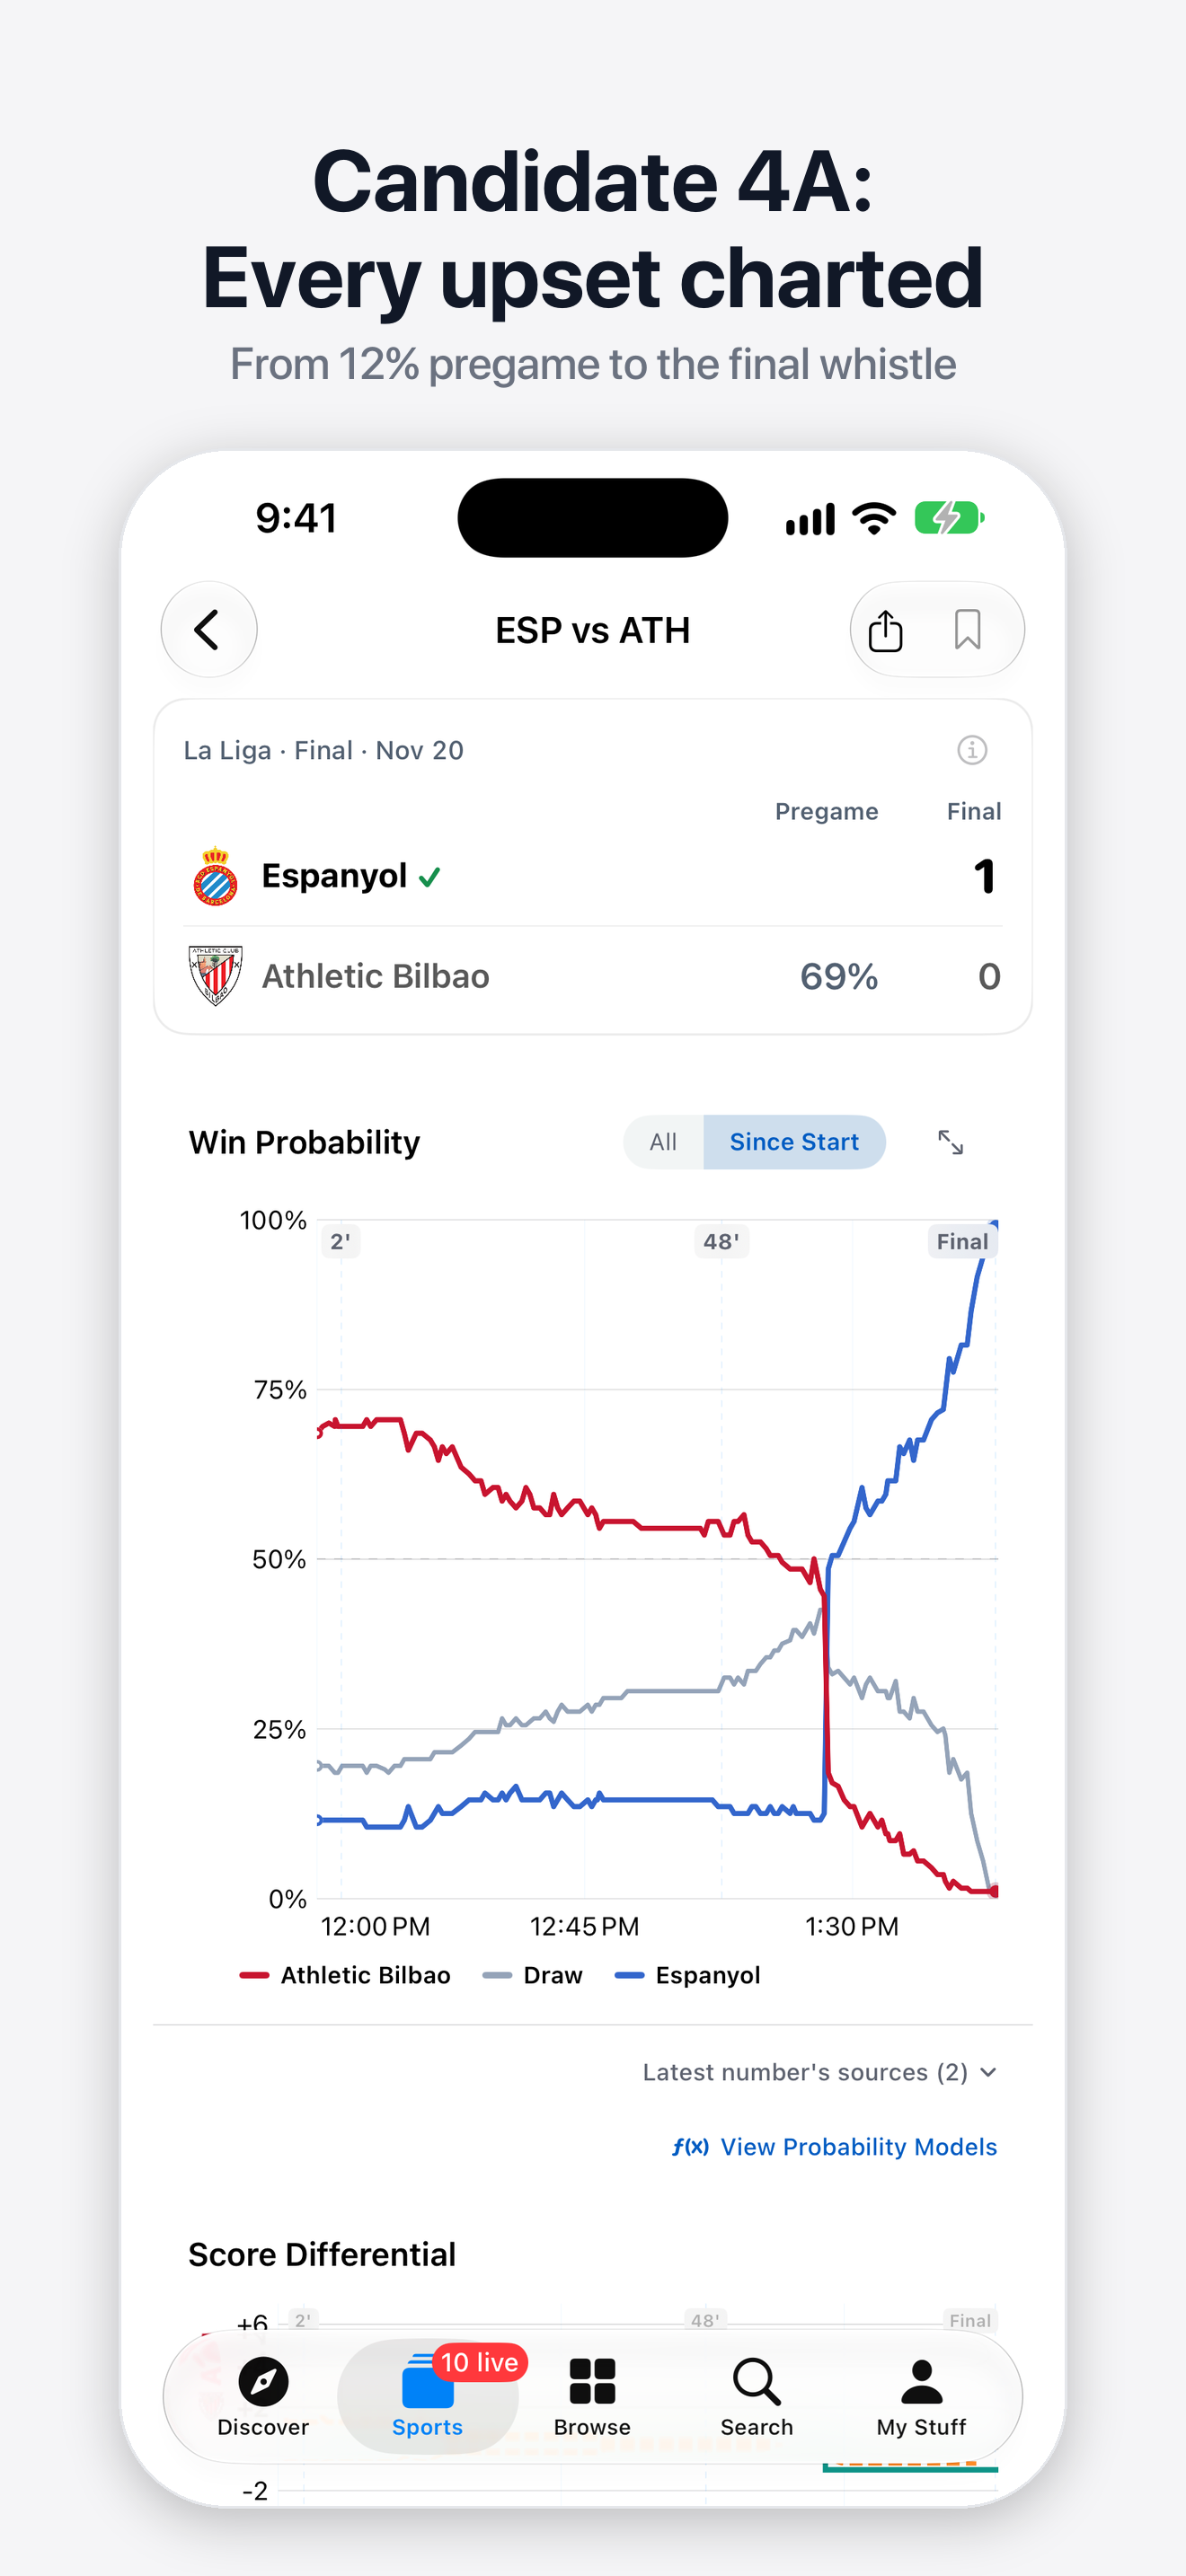 Candidate 4A:
Every upset charted
From 12% pregame to the final whistle
9:41
ESP vs ATH
La Liga · Final · Nov 20
Pregame Final
Espanyol 1
Athletic Bilbao 69% 0
Win Probability All Since Start
100%
2' 48' Final
75%
50%
25%
0%
12:00 PM 12:45 PM 1:30 PM
Athletic Bilbao Draw Espanyol
Latest number's sources (2)
f(x) View Probability Models
Score Differential
+6 2' 48' Final
10 live
Discover Sports Browse Search My Stuff
-2